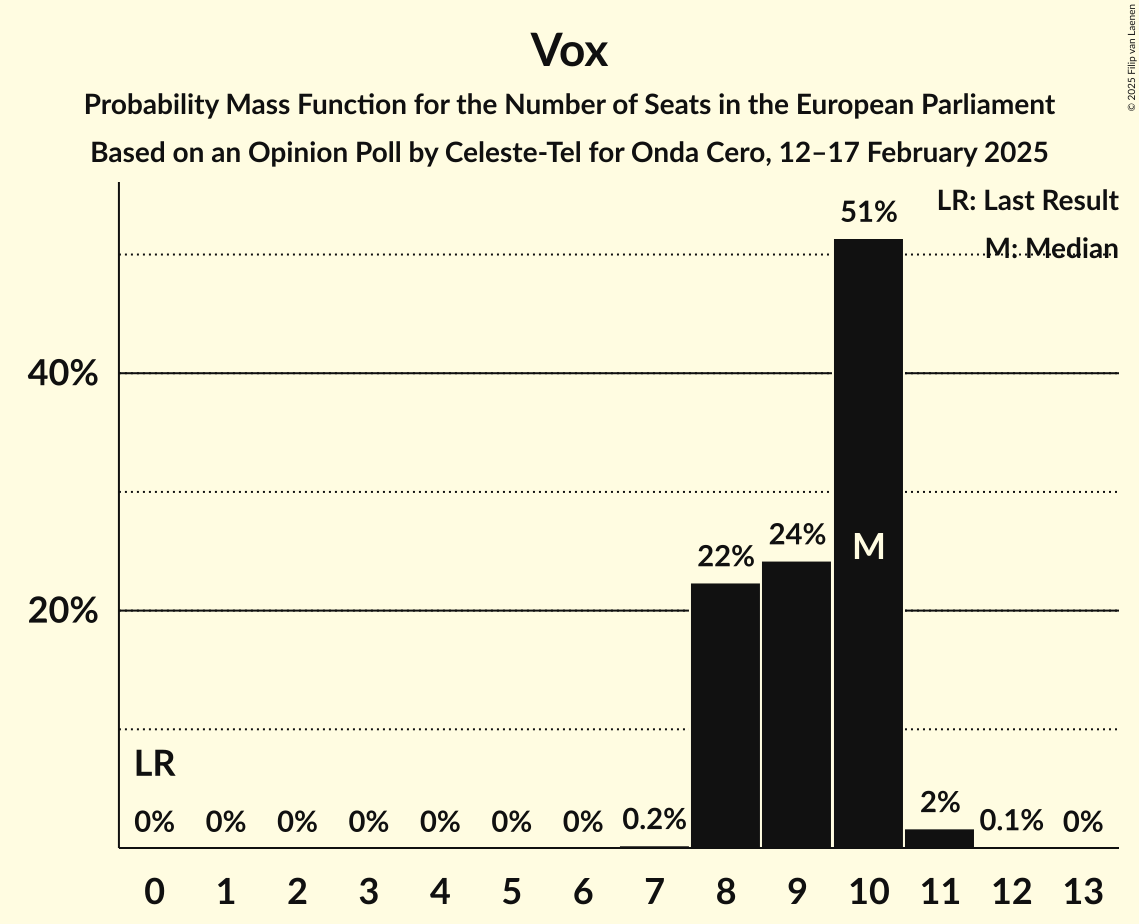 Vox
Probability Mass Function for the Number of Seats in the European Parliament
Based on an Opinion Poll by Celeste-Tel for Onda Cero, 12–17 February 2025
© 2025 Filip van Laenen
LR: Last Result
M: Median
51%
40%
24%
22%
M
20%
LR
0% 0% 0% 0% 0% 0% 0% 0.2% 2% 0.1% 0%
0 1 2 3 4 5 6 7 8 9 10 11 12 13